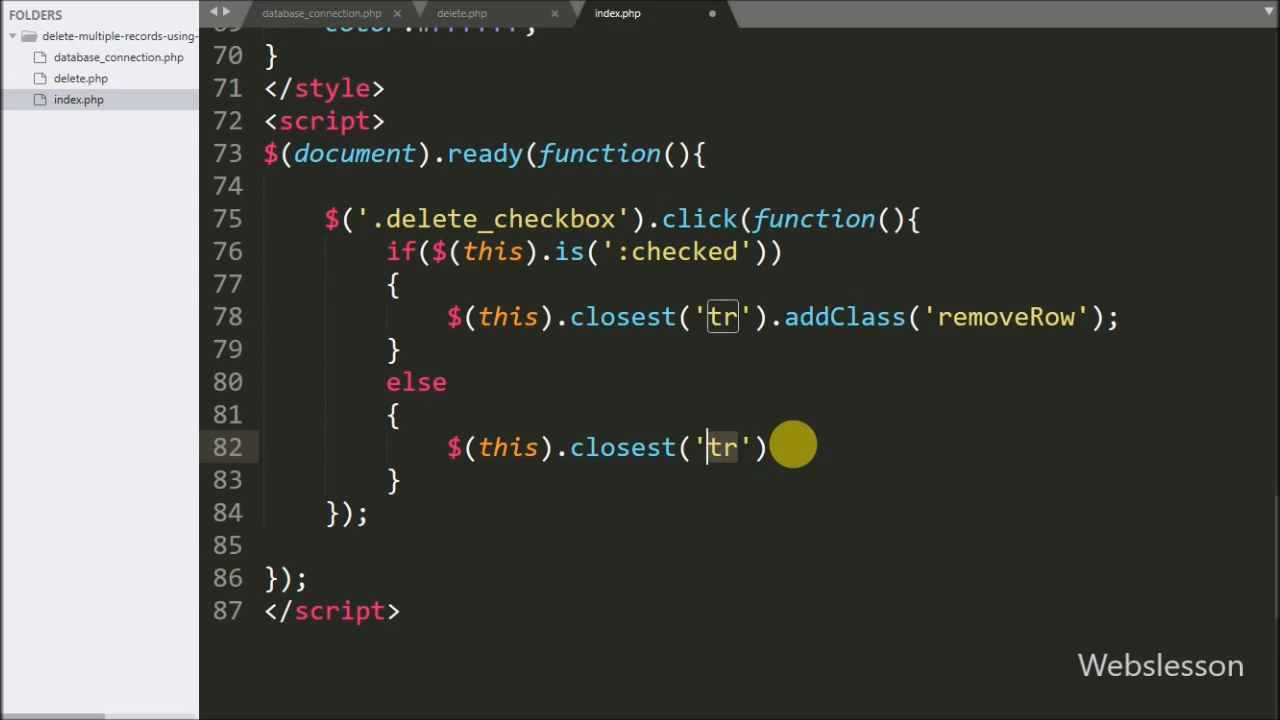 FOLDERS
delete-multiple-records-using-
database_connection.php
delete.php
index.php
database_connection.php × delete.php × index.php
69 color:#ffffff;
70 }
71 </style>
72 <script>
73 $(document).ready(function(){
74
75 $('.delete_checkbox').click(function(){
76 if($(this).is(':checked'))
77 {
78 $(this).closest('tr').addClass('removeRow');
79 }
80 else
81 {
82 $(this).closest('tr')
83 }
84 });
85
86 });
87 </script>
Webslesson